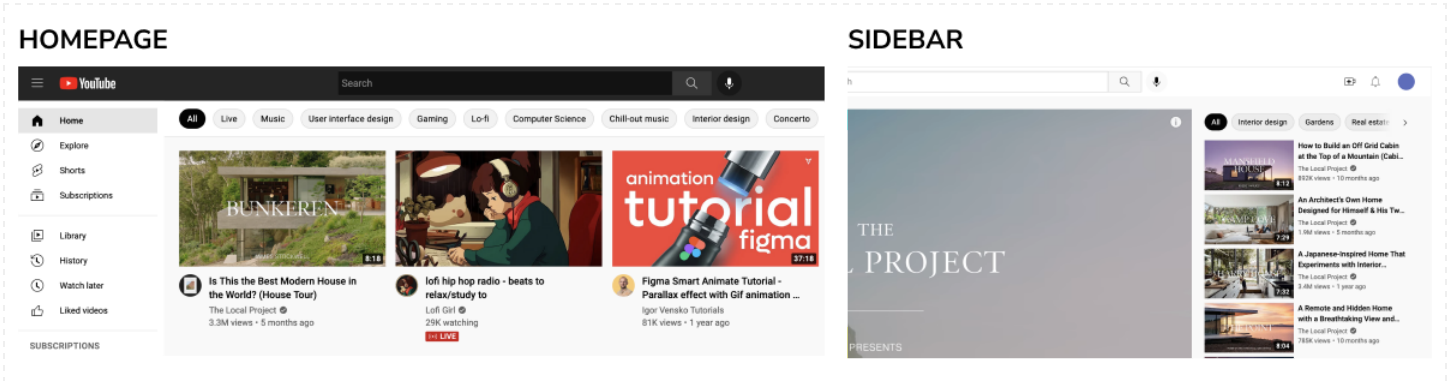 HOMEPAGE
YouTube
Search
Home
Explore
Shorts
Subscriptions
Library
History
Watch later
Liked videos
SUBSCRIPTIONS
All Live Music User interface design Gaming Lo-fi Computer Science Chill-out music Interior design Concerto
BUNKEREN
8:18
Is This the Best Modern House in
the World? (House Tour)
The Local Project
3.3M views • 5 months ago
lofi hip hop radio - beats to
relax/study to
Lofi Girl
29K watching
LIVE
animation
tutorial
figma
37:18
Figma Smart Animate Tutorial -
Parallax effect with Gif animation ...
Igor Vensko Tutorials
81K views • 1 year ago
SIDEBAR
h
THE
L PROJECT
PRESENTS
All Interior design Gardens Real estate
MANSFIELD
HOUSE
8:12
How to Build an Off Grid Cabin
at the Top of a Mountain (Cabi...
The Local Project
892K views • 10 months ago
7:29
An Architect's Own Home
Designed for Himself & His Tw...
The Local Project
1.9M views • 5 months ago
7:32
A Japanese-Inspired Home That
Experiments with Interior...
The Local Project
3.4M views • 1 year ago
8:04
A Remote and Hidden Home
with a Breathtaking View and...
The Local Project
785K views • 10 months ago